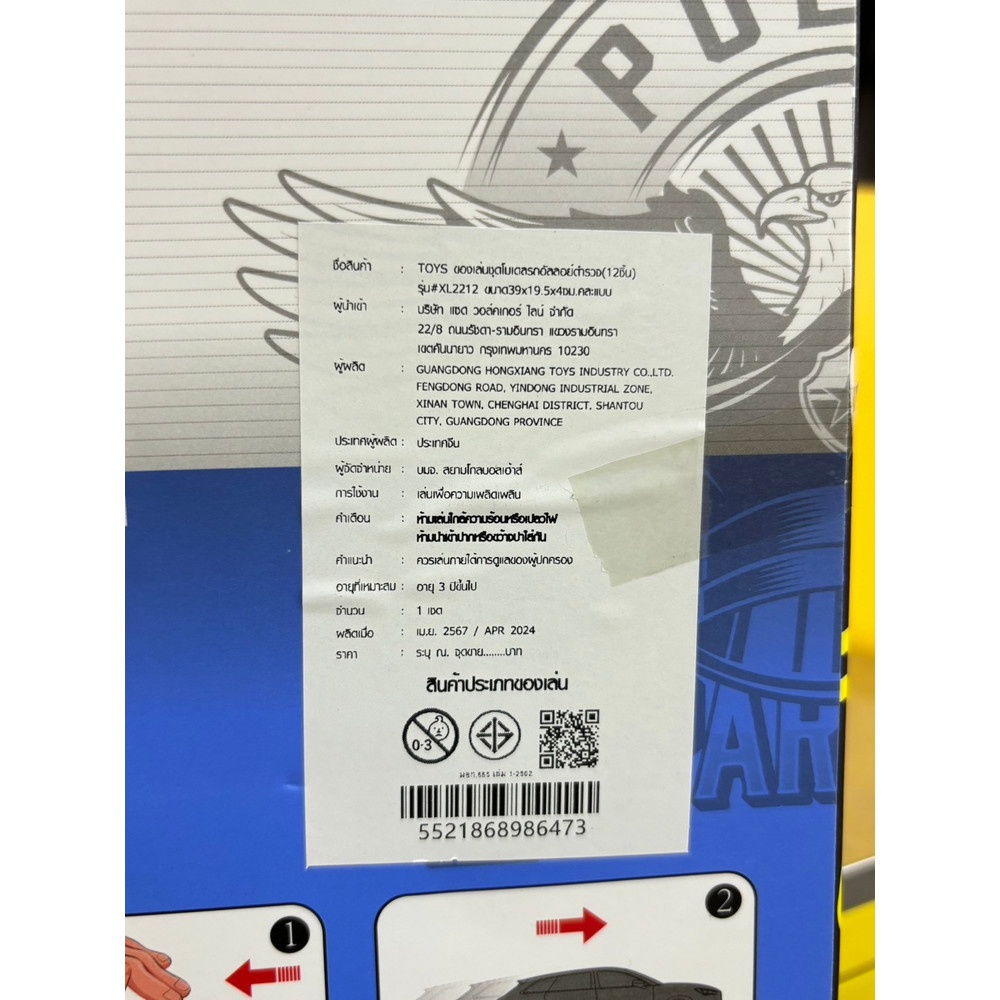 ชื่อสินค้า : TOYS ของเล่นชุดโมเดลรถอัลลอยด์ตำรวจ(12ชิ้น)
รุ่น#XL2212 ขนาด39x19.5x4ซม.คละแบบ
ผู้นำเข้า : บริษัท แซด วอล์คเกอร์ ไลน์ จำกัด
22/8 ถนนรัชดา-รามอินทรา แขวงรามอินทรา
เขตคันนายาว กรุงเทพมหานคร 10230
ผู้ผลิต : GUANGDONG HONGXIANG TOYS INDUSTRY CO.,LTD.
FENGDONG ROAD, YINDONG INDUSTRIAL ZONE,
XINAN TOWN, CHENGHAI DISTRICT, SHANTOU
CITY, GUANGDONG PROVINCE
ประเทศผู้ผลิต : ประเทศจีน
ผู้จัดจำหน่าย : บมจ. สยามโกลบอลเฮ้าส์
การใช้งาน : เล่นเพื่อความเพลิดเพลิน
คำเตือน : ห้ามเล่นใกล้ความร้อนหรือเปลวไฟ
ห้ามนำเข้าปากหรือขว้างปาใส่กัน
คำแนะนำ : ควรเล่นภายใต้การดูแลของผู้ปกครอง
อายุที่เหมาะสม : อายุ 3 ปีขึ้นไป
จำนวน : 1 เซต
ผลิตเมื่อ : เม.ย. 2567 / APR 2024
ราคา : ระบุ ณ. จุดขาย........บาท
สินค้าประเภทของเล่น
0-3
มอก.685 เล่ม 1-2562
5521868986473
1
2